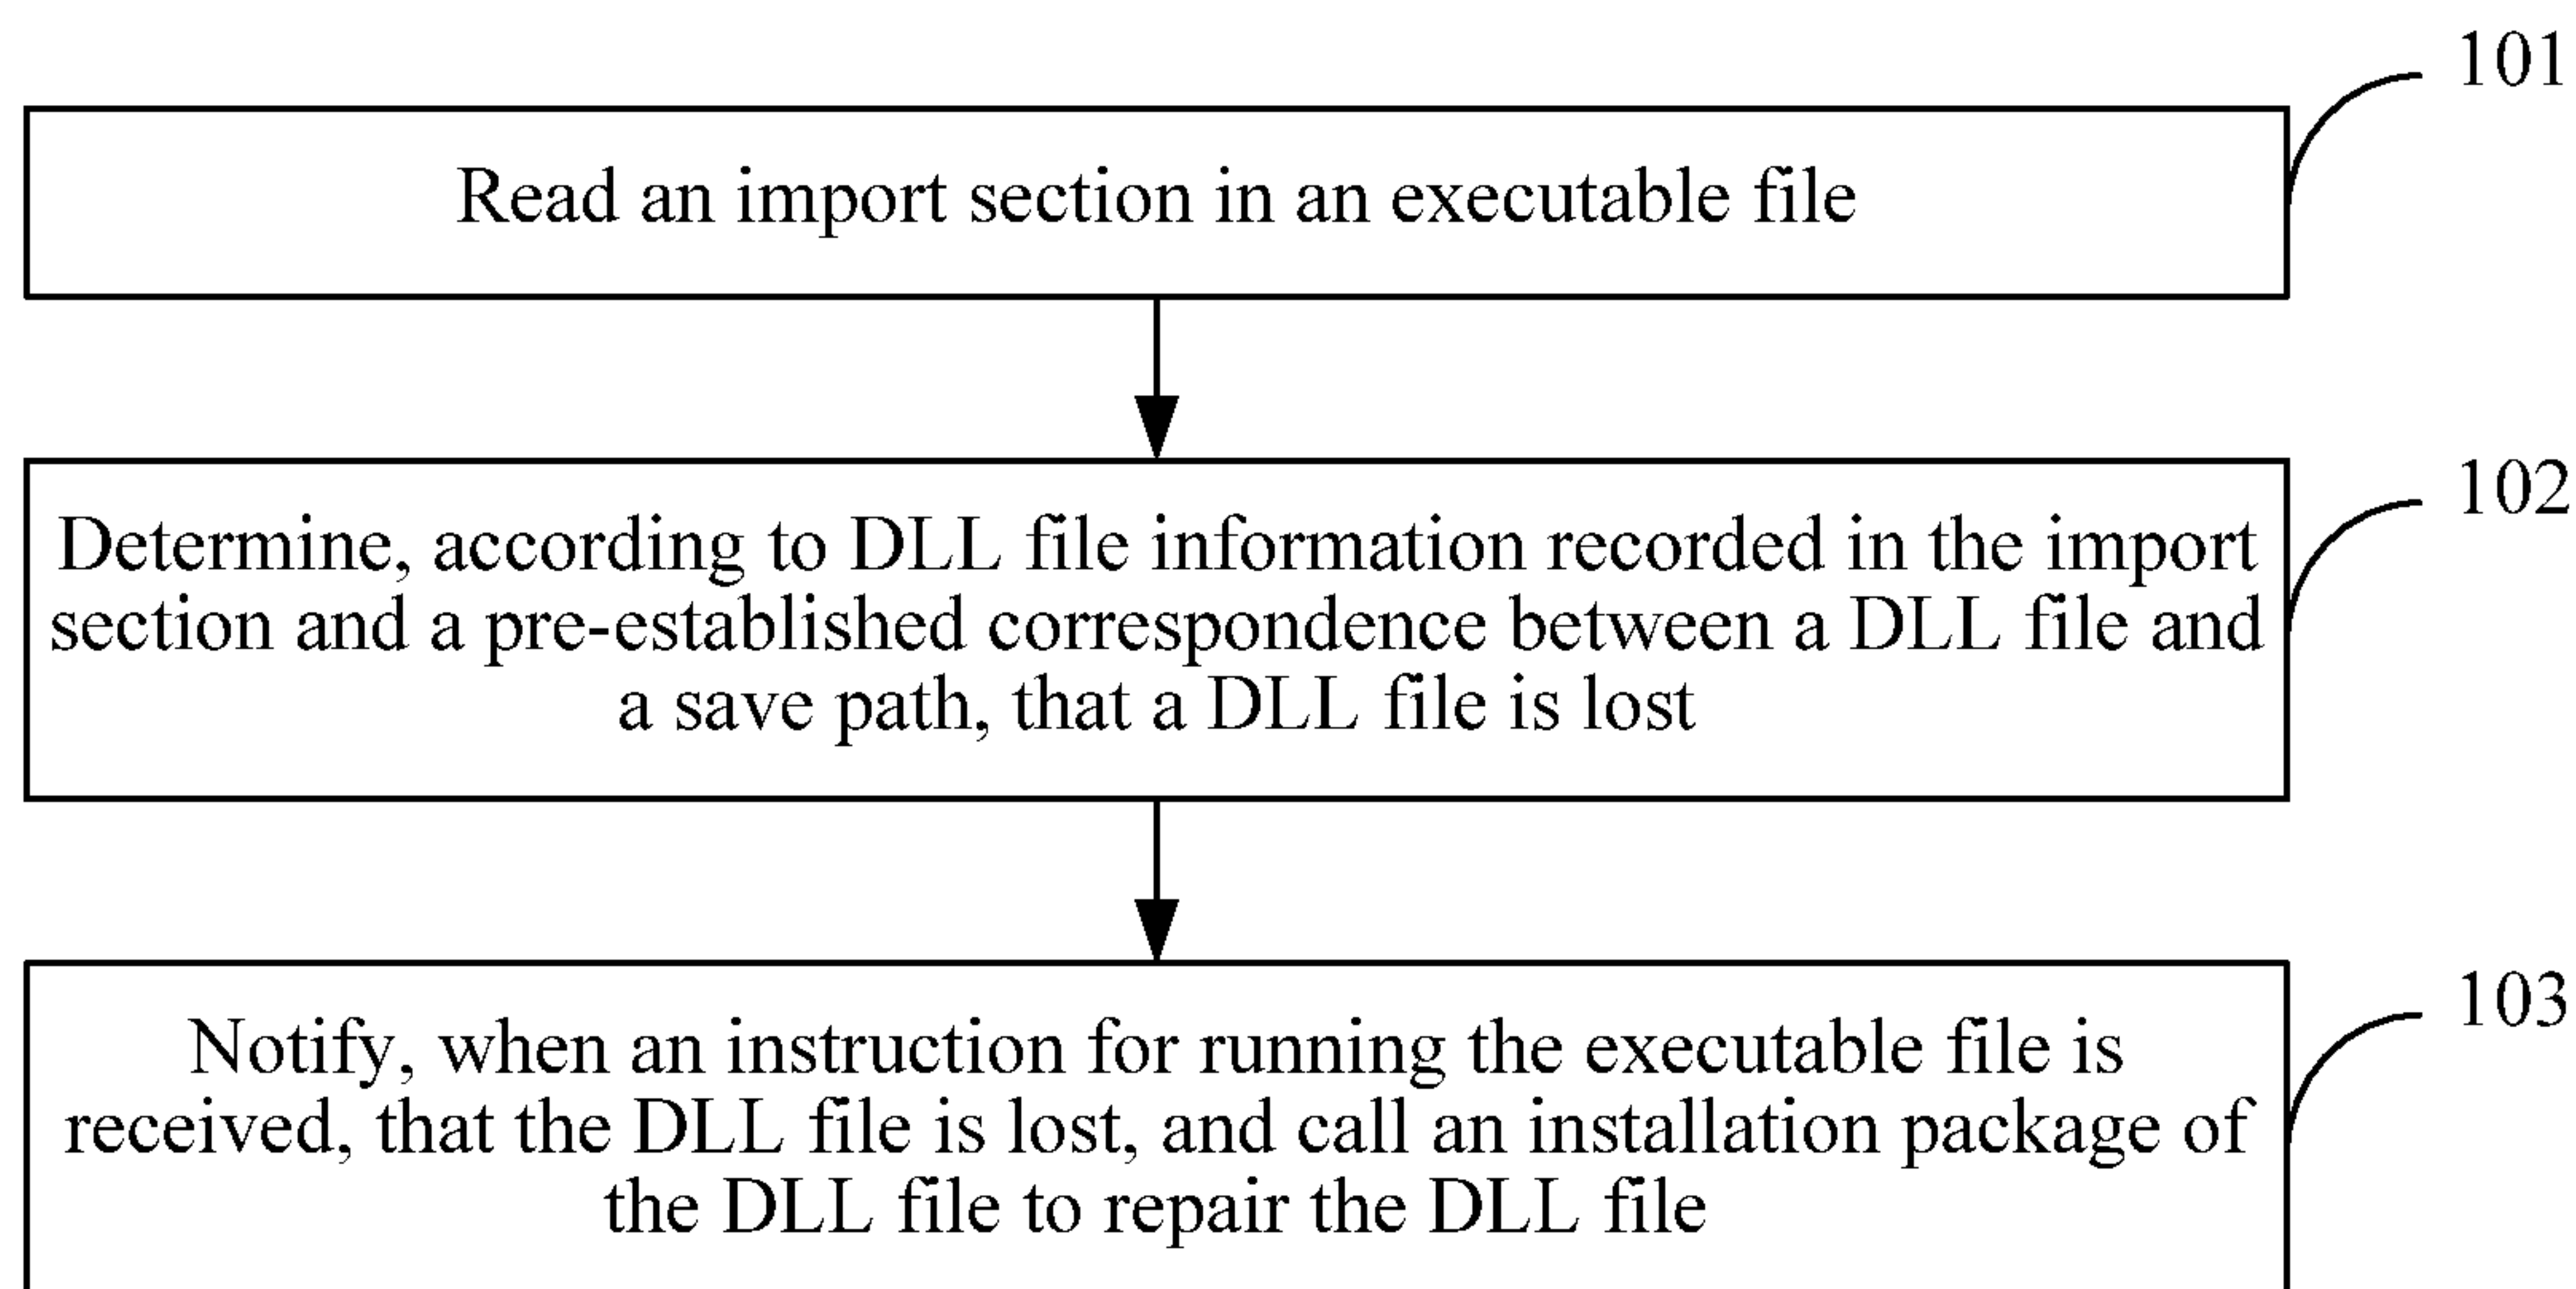 101
Read an import section in an executable file
102
Determine, according to DLL file information recorded in the import
section and a pre-established correspondence between a DLL file and
a save path, that a DLL file is lost
103
Notify, when an instruction for running the executable file is
received, that the DLL file is lost, and call an installation package of
the DLL file to repair the DLL file